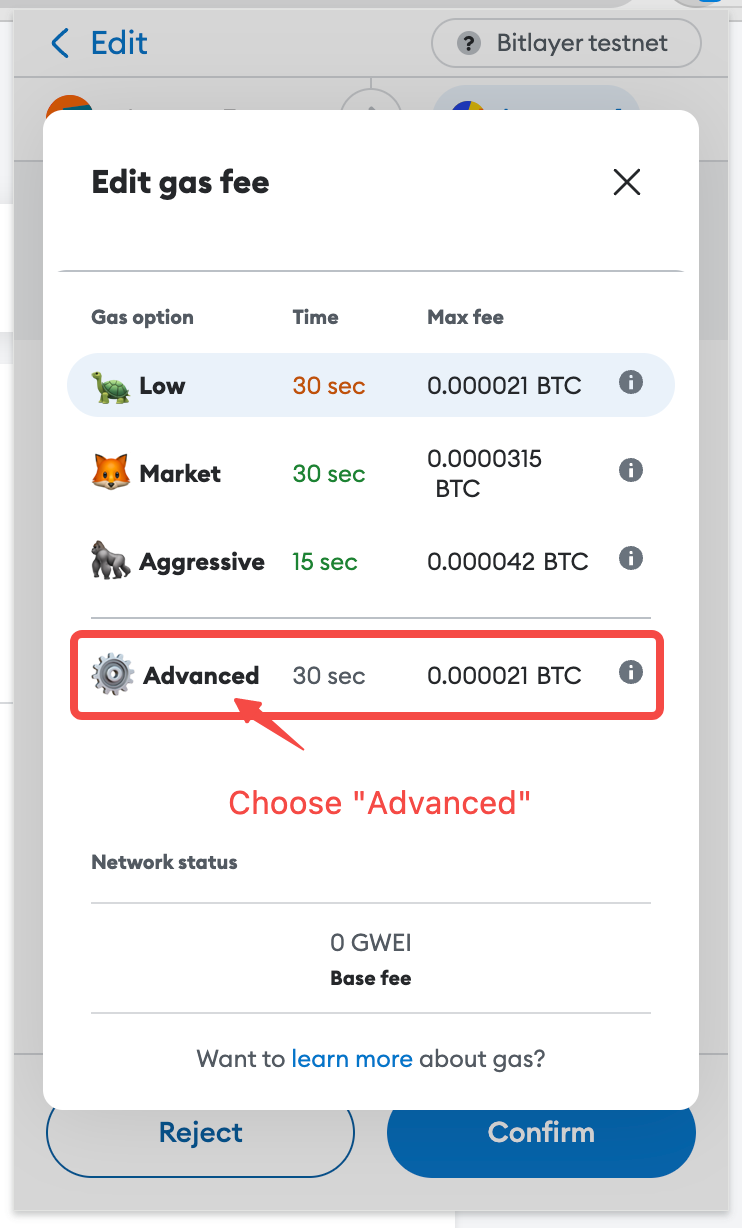 Edit
? Bitlayer testnet
Edit gas fee
Gas option Time Max fee
Low 30 sec 0.000021 BTC
Market 30 sec 0.0000315
BTC
Aggressive 15 sec 0.000042 BTC
Advanced 30 sec 0.000021 BTC
Choose "Advanced"
Network status
0 GWEI
Base fee
Want to learn more about gas?
Reject Confirm